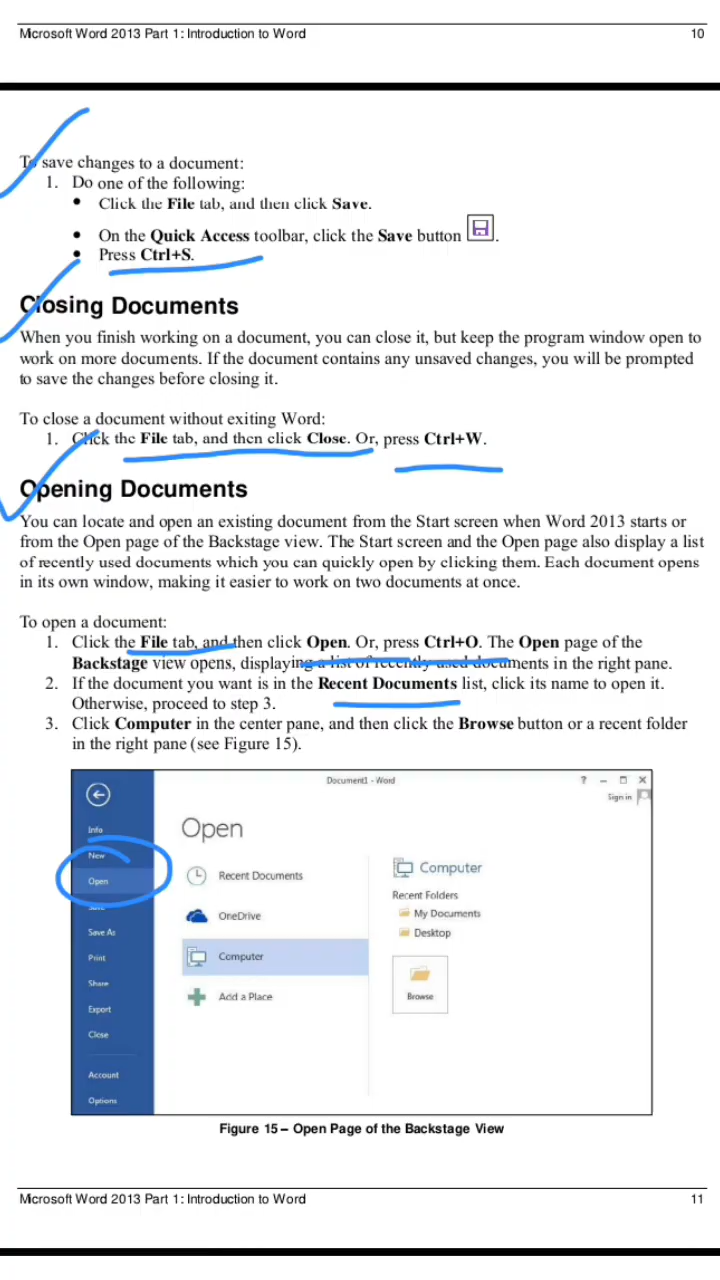 Microsoft Word 2013 Part 1: Introduction to Word 10
To save changes to a document:
1. Do one of the following:
• Click the File tab, and then click Save.
• On the Quick Access toolbar, click the Save button .
• Press Ctrl+S.
Closing Documents
When you finish working on a document, you can close it, but keep the program window open to
work on more documents. If the document contains any unsaved changes, you will be prompted
to save the changes before closing it.
To close a document without exiting Word:
1. Click the File tab, and then click Close. Or, press Ctrl+W.
Opening Documents
You can locate and open an existing document from the Start screen when Word 2013 starts or
from the Open page of the Backstage view. The Start screen and the Open page also display a list
of recently used documents which you can quickly open by clicking them. Each document opens
in its own window, making it easier to work on two documents at once.
To open a document:
1. Click the File tab, and then click Open. Or, press Ctrl+O. The Open page of the
Backstage view opens, displaying a list of recently used documents in the right pane.
2. If the document you want is in the Recent Documents list, click its name to open it.
Otherwise, proceed to step 3.
3. Click Computer in the center pane, and then click the Browse button or a recent folder
in the right pane (see Figure 15).
Document1 - Word ?
Sign in
Info
New
Open
Save As
Print
Share
Export
Close
Account
Options
Open
Recent Documents
OneDrive
Computer
Add a Place
Computer
Recent Folders
My Documents
Desktop
Browse
Figure 15 – Open Page of the Backstage View
Microsoft Word 2013 Part 1: Introduction to Word 11